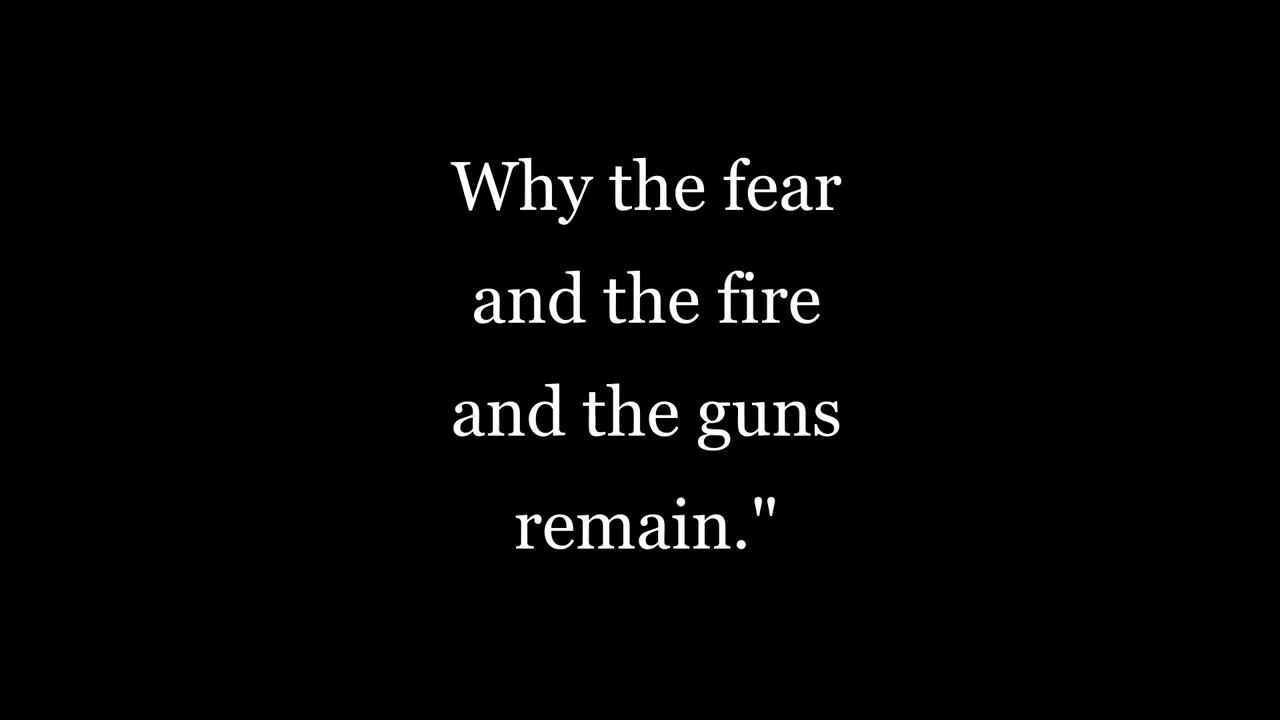 Why the fear
and the fire
and the guns
remain."